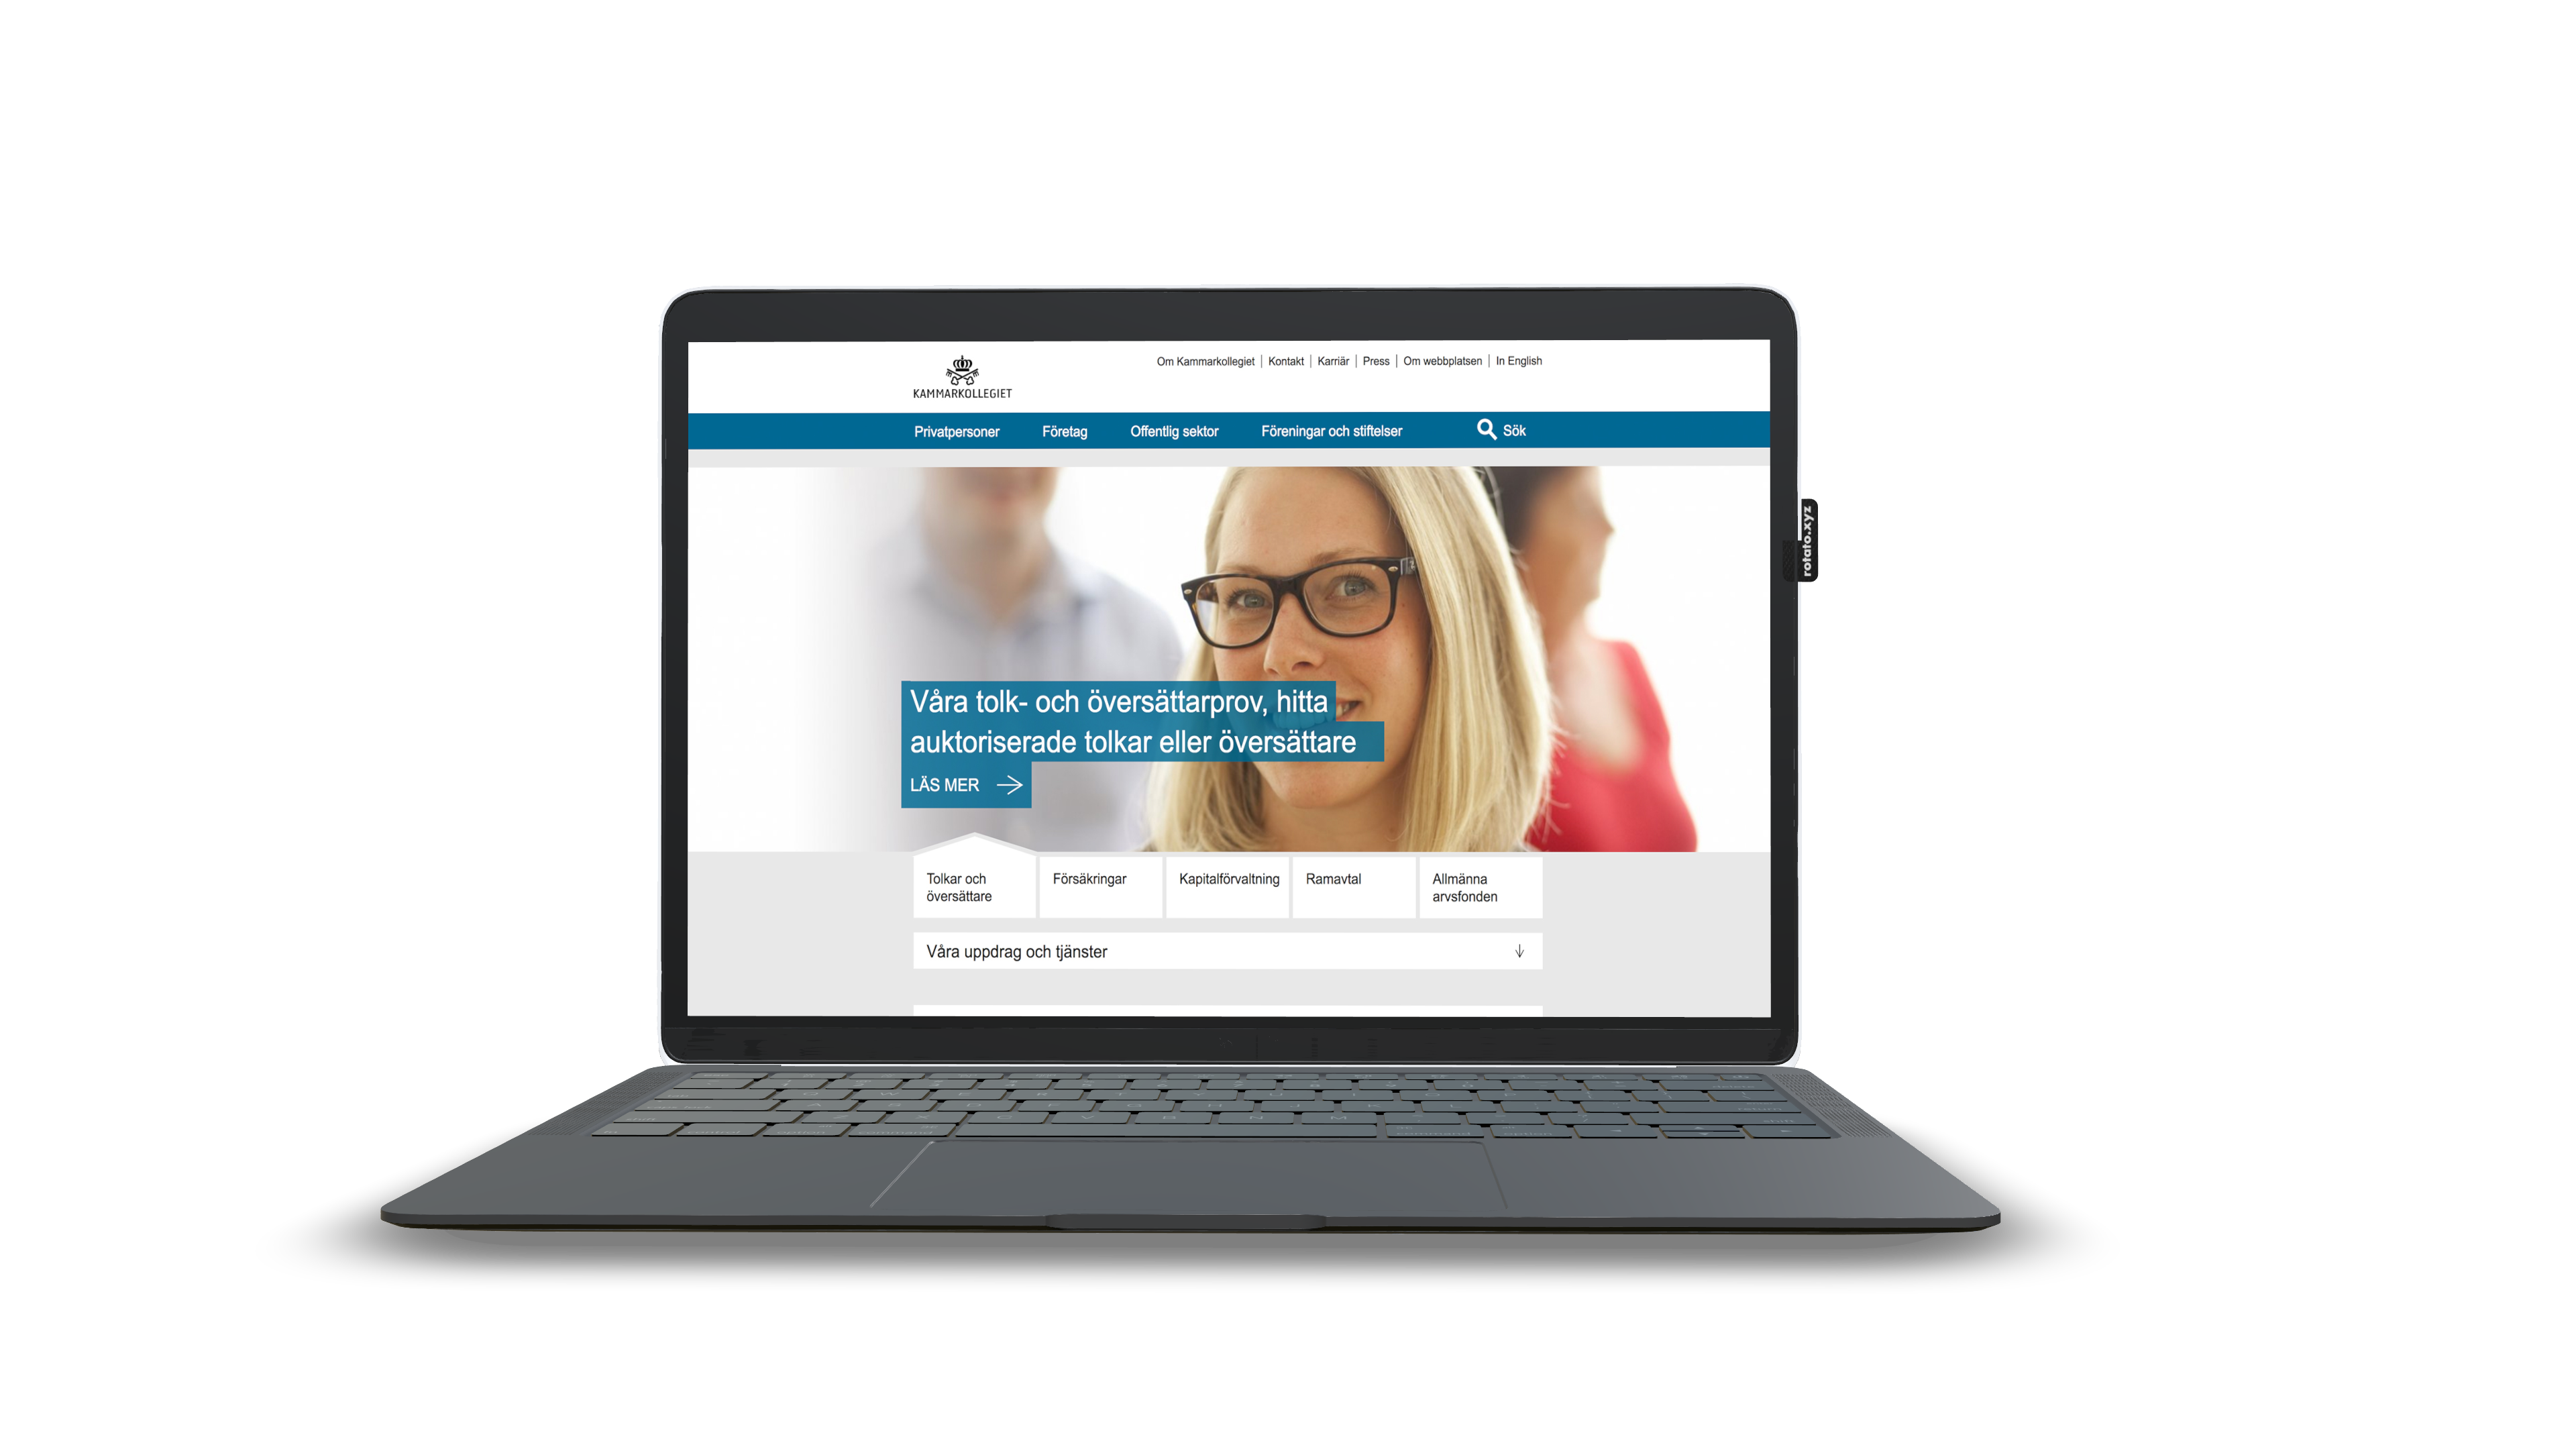 KAMMARKOLLEGIET
Om Kammarkollegiet | Kontakt | Karriär | Press | Om webbplatsen | In English
Privatpersoner Företag Offentlig sektor Föreningar och stiftelser Sök
rotato.xyz
Våra tolk- och översättarprov, hitta
auktoriserade tolkar eller översättare
LÄS MER
Tolkar och
översättare
Försäkringar
Kapitalförvaltning
Ramavtal
Allmänna
arvsfonden
Våra uppdrag och tjänster